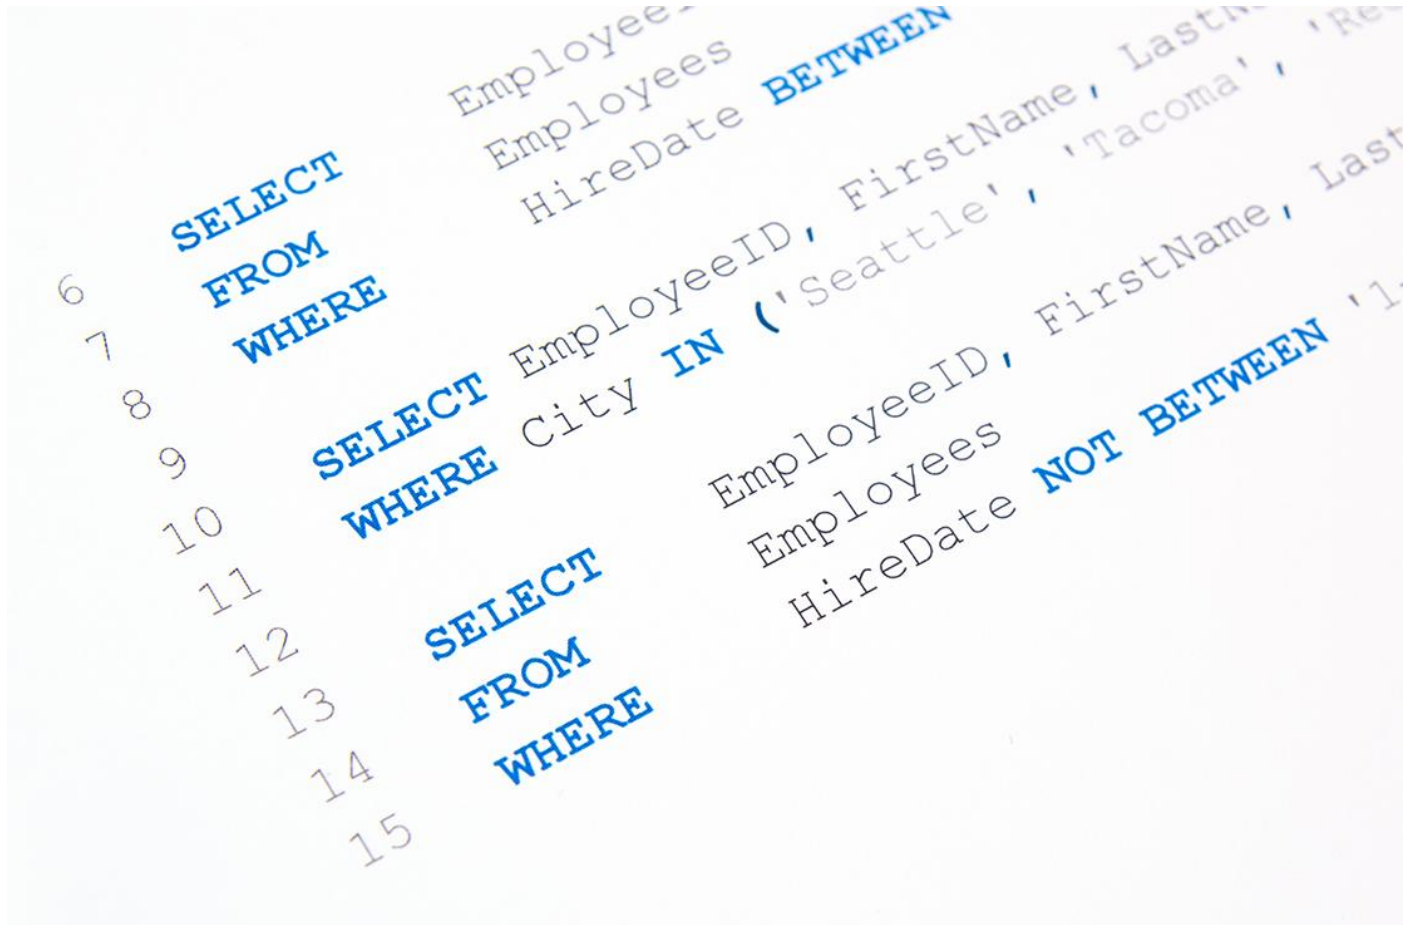 6 SELECT Employee
7 FROM Employees
8 WHERE HireDate BETWEEN
9
10 SELECT EmployeeID, FirstName, LastN
11 WHERE City IN ('Seattle', 'Tacoma', 'Re
12
13 SELECT EmployeeID, FirstName, Last
14 FROM Employees
15 WHERE HireDate NOT BETWEEN '1